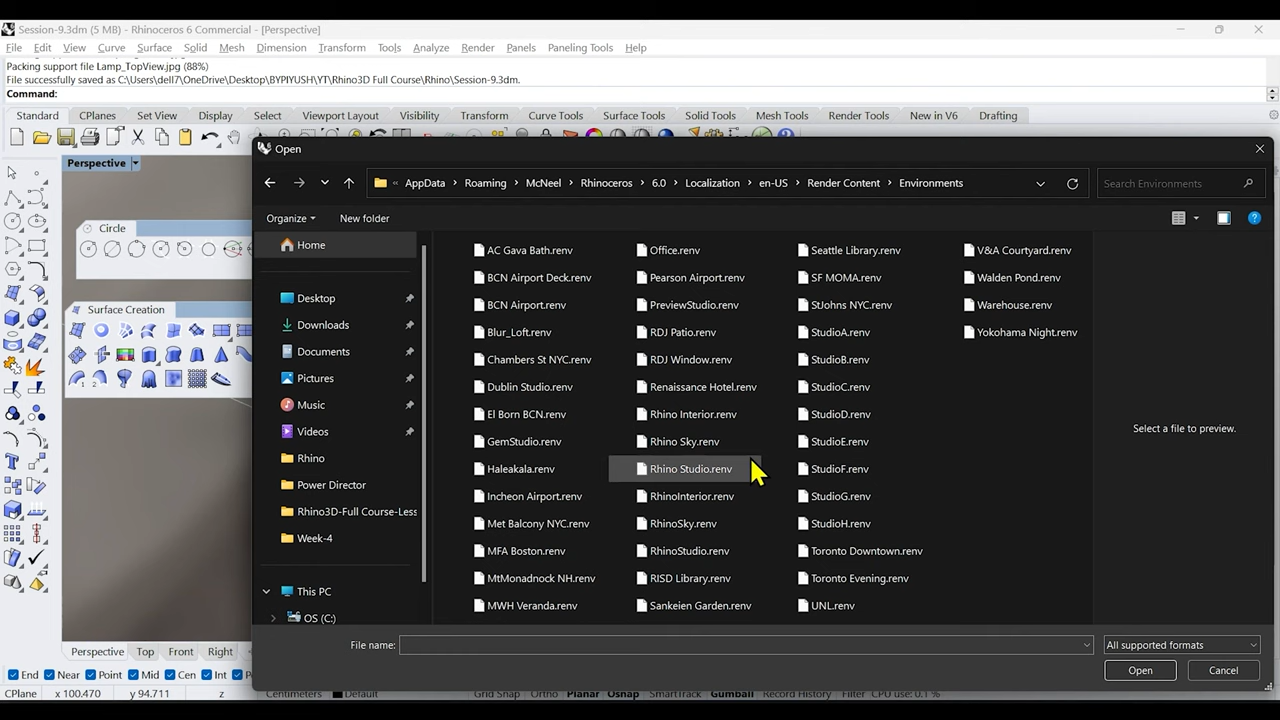 Session-9.3dm (5 MB) - Rhinoceros 6 Commercial - [Perspective]
File Edit View Curve Surface Solid Mesh Dimension Transform Tools Analyze Render Panels Paneling Tools Help
Packing support file Lamp_TopView.jpg (88%)
File successfully saved as C:\Users\dell7\OneDrive\Desktop\BYPIYUSH\YT\Rhino3D Full Course\Rhino\Session-9.3dm.
Command:
Standard CPlanes Set View Display Select Viewport Layout Visibility Transform Curve Tools Surface Tools Solid Tools Mesh Tools Render Tools New in V6 Drafting
Perspective
Circle
Surface Creation
Open
« AppData > Roaming > McNeel > Rhinoceros > 6.0 > Localization > en-US > Render Content > Environments
Search Environments
Organize New folder
Home
Desktop
Downloads
Documents
Pictures
Music
Videos
Rhino
Power Director
Rhino3D-Full Course-Less
Week-4
This PC
OS (C:)
AC Gava Bath.renv
BCN Airport Deck.renv
BCN Airport.renv
Blur_Loft.renv
Chambers St NYC.renv
Dublin Studio.renv
El Born BCN.renv
GemStudio.renv
Haleakala.renv
Incheon Airport.renv
Met Balcony NYC.renv
MFA Boston.renv
MtMonadnock NH.renv
MWH Veranda.renv
Office.renv
Pearson Airport.renv
PreviewStudio.renv
RDJ Patio.renv
RDJ Window.renv
Renaissance Hotel.renv
Rhino Interior.renv
Rhino Sky.renv
Rhino Studio.renv
RhinoInterior.renv
RhinoSky.renv
RhinoStudio.renv
RISD Library.renv
Sankeien Garden.renv
Seattle Library.renv
SF MOMA.renv
StJohns NYC.renv
StudioA.renv
StudioB.renv
StudioC.renv
StudioD.renv
StudioE.renv
StudioF.renv
StudioG.renv
StudioH.renv
Toronto Downtown.renv
Toronto Evening.renv
UNL.renv
V&A Courtyard.renv
Walden Pond.renv
Warehouse.renv
Yokohama Night.renv
Select a file to preview.
File name:
All supported formats
Open Cancel
Perspective Top Front Right
End Near Point Mid Cen Int
CPlane x 100.470 y 94.711 z Centimeters Default Grid Snap Ortho Planar Osnap SmartTrack Gumball Record History Filter CPU use: 0.1 %